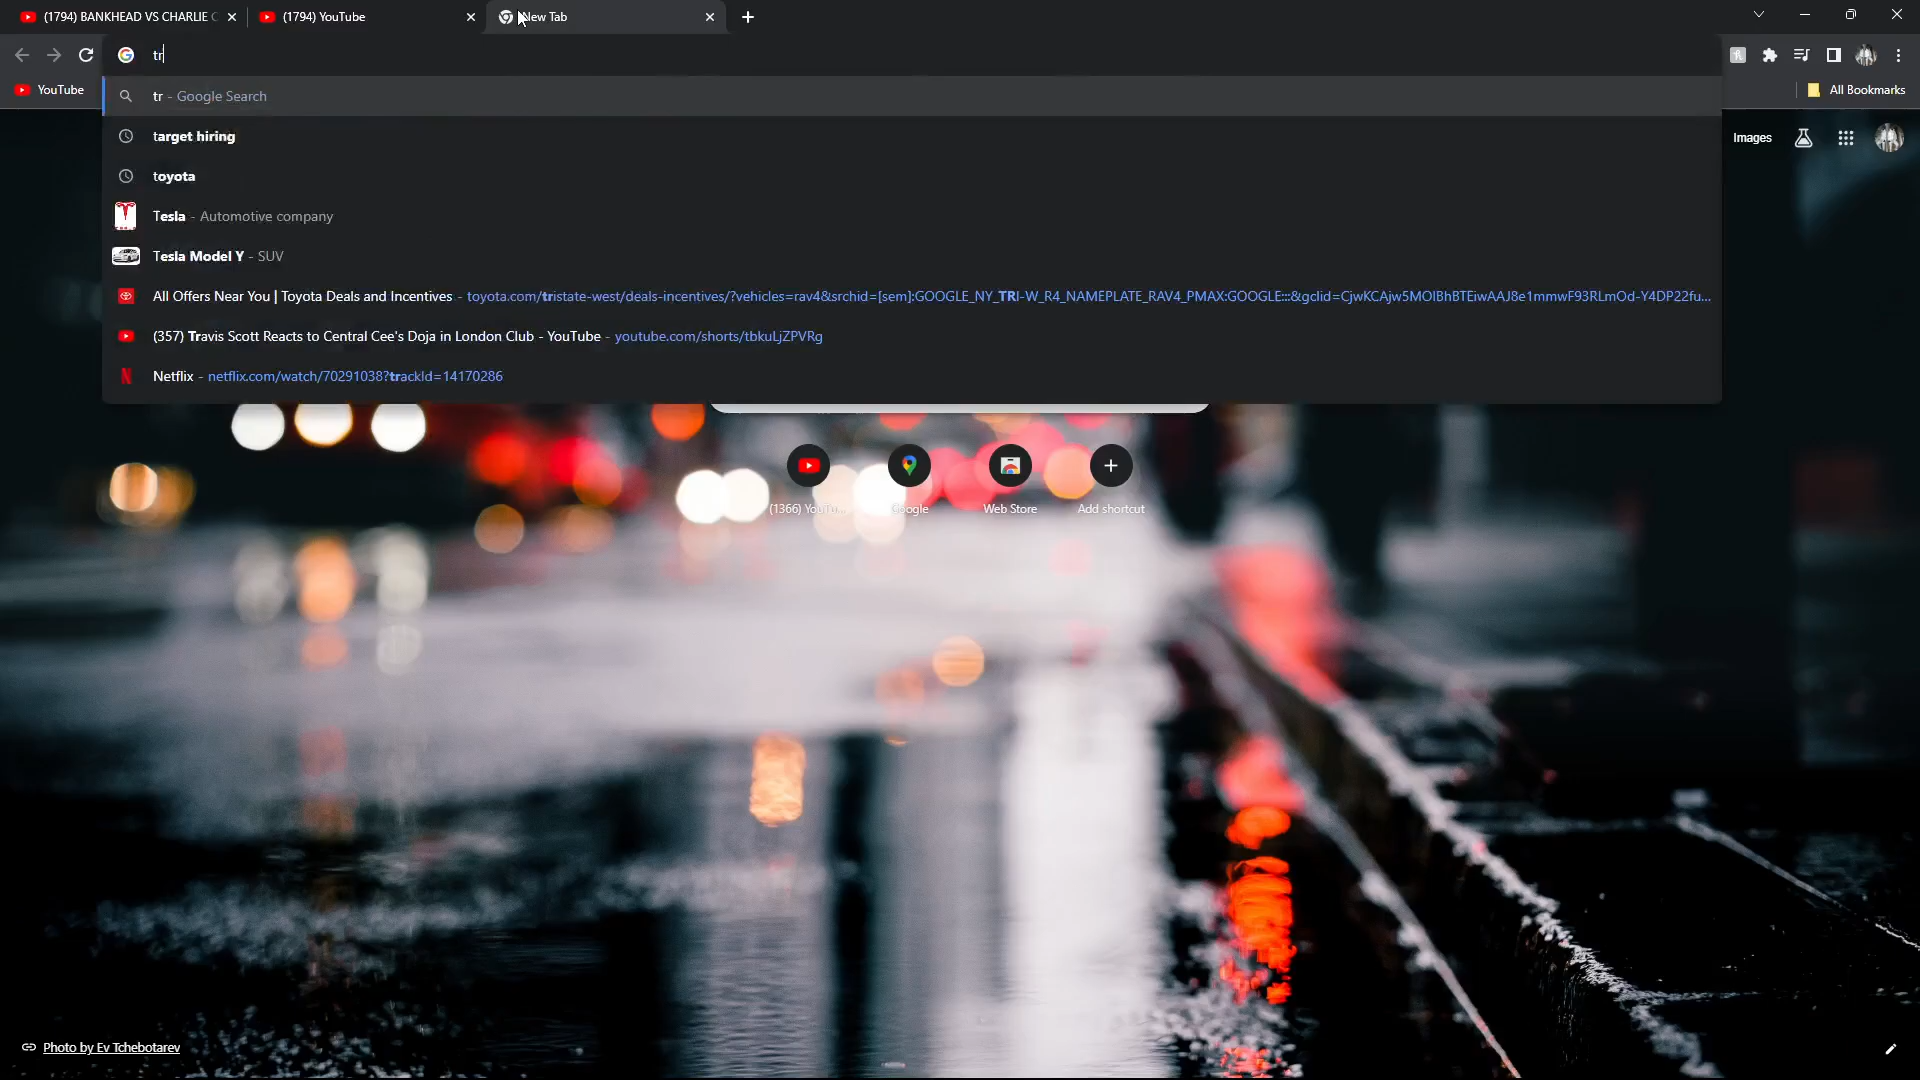 (1794) BANKHEAD VS CHARLIE C
(1794) YouTube
New Tab
tr
YouTube
tr - Google Search
All Bookmarks
target hiring
Images
toyota
Tesla - Automotive company
Tesla Model Y - SUV
All Offers Near You | Toyota Deals and Incentives - toyota.com/tristate-west/deals-incentives/?vehicles=rav4&srchid=[sem]:GOOGLE_NY_TRI-W_R4_NAMEPLATE_RAV4_PMAX:GOOGLE:::&gclid=CjwKCAjw5MOlBhBTEiwAAJ8e1mmwF93RLmOd-Y4DP22fu...
(357) Travis Scott Reacts to Central Cee's Doja in London Club - YouTube - youtube.com/shorts/tbkuLjZPVRg
Netflix - netflix.com/watch/70291038?trackId=14170286
(1366) YouTu...
Google
Web Store
Add shortcut
Photo by Ev Tchebotarev